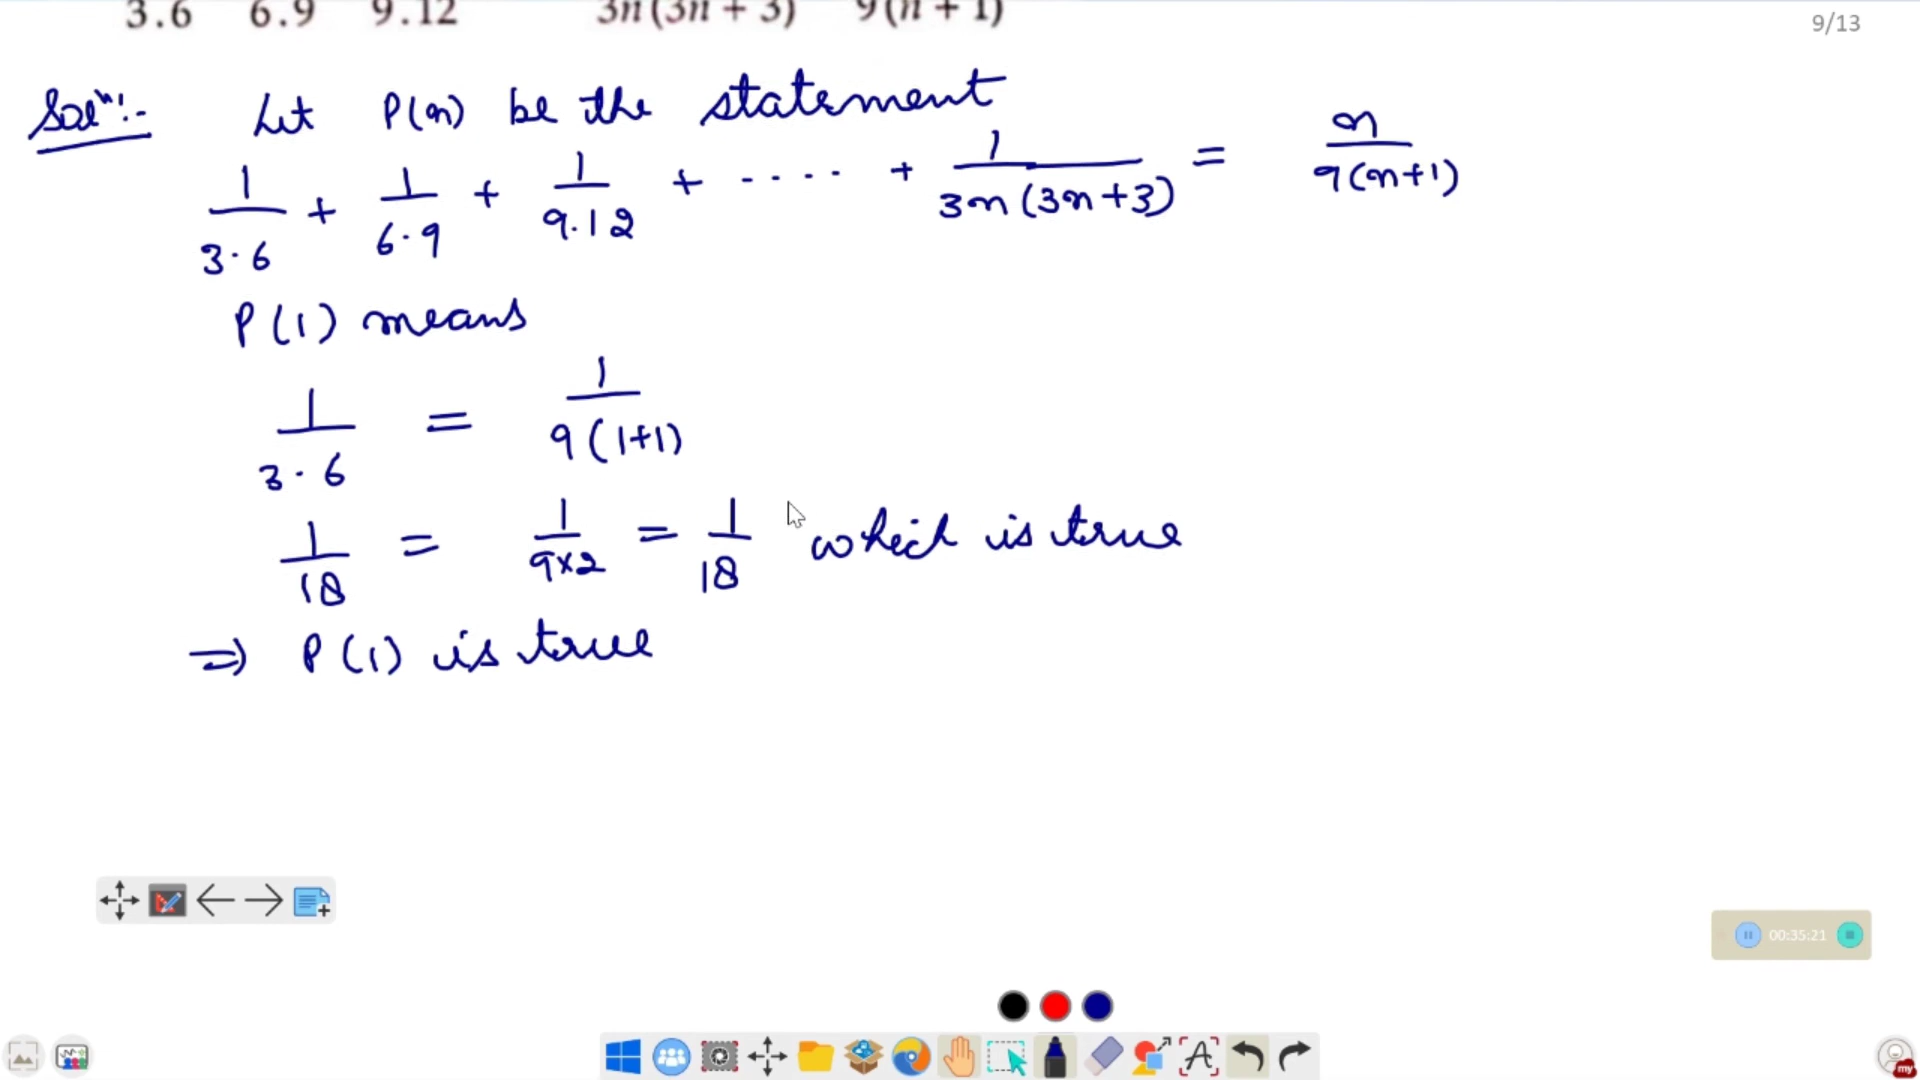 3.6 6.9 9.12 3n(3n + 3) 9(n + 1)
9/13
Solⁿ:- Let P(n) be the statement
1/3·6 + 1/6·9 + 1/9·12 + ····· + 1/3n(3n+3) = n/9(n+1)
P(1) means
1/3·6 = 1/9(1+1)
1/18 = 1/9×2 = 1/18 which is true
⇒ P(1) is true
00:35:21
my